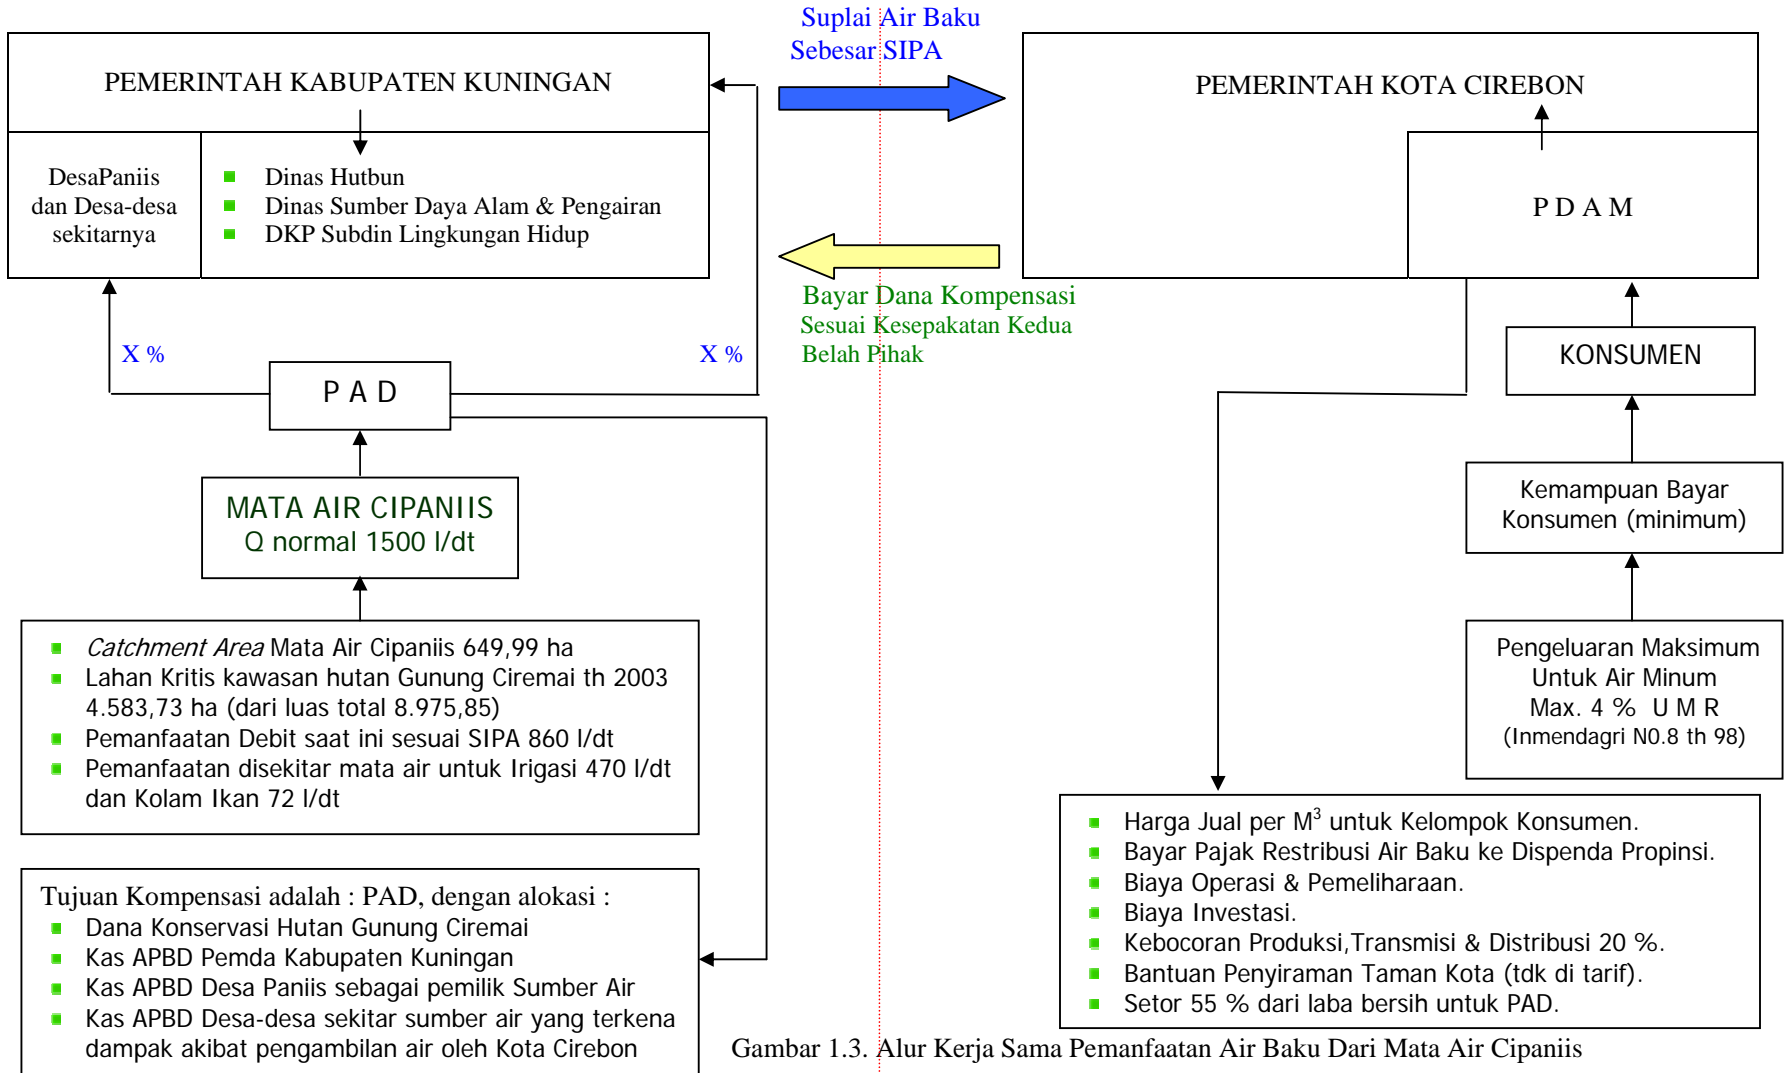 Suplai Air Baku
Sebesar SIPA
PEMERINTAH KABUPATEN KUNINGAN
DesaPaniis
dan Desa-desa
sekitarnya
Dinas Hutbun
Dinas Sumber Daya Alam & Pengairan
DKP Subdin Lingkungan Hidup
PEMERINTAH KOTA CIREBON
P D A M
Bayar Dana Kompensasi
Sesuai Kesepakatan Kedua
Belah Pihak
X %
X %
P A D
MATA AIR CIPANIIS
Q normal 1500 l/dt
Catchment Area Mata Air Cipaniis 649,99 ha
Lahan Kritis kawasan hutan Gunung Ciremai th 2003
4.583,73 ha (dari luas total 8.975,85)
Pemanfaatan Debit saat ini sesuai SIPA 860 l/dt
Pemanfaatan disekitar mata air untuk Irigasi 470 l/dt
dan Kolam Ikan 72 l/dt
Tujuan Kompensasi adalah : PAD, dengan alokasi :
Dana Konservasi Hutan Gunung Ciremai
Kas APBD Pemda Kabupaten Kuningan
Kas APBD Desa Paniis sebagai pemilik Sumber Air
Kas APBD Desa-desa sekitar sumber air yang terkena
dampak akibat pengambilan air oleh Kota Cirebon
KONSUMEN
Kemampuan Bayar
Konsumen (minimum)
Pengeluaran Maksimum
Untuk Air Minum
Max. 4 % U M R
(Inmendagri N0.8 th 98)
Harga Jual per M³ untuk Kelompok Konsumen.
Bayar Pajak Restribusi Air Baku ke Dispenda Propinsi.
Biaya Operasi & Pemeliharaan.
Biaya Investasi.
Kebocoran Produksi,Transmisi & Distribusi 20 %.
Bantuan Penyiraman Taman Kota (tdk di tarif).
Setor 55 % dari laba bersih untuk PAD.
Gambar 1.3. Alur Kerja Sama Pemanfaatan Air Baku Dari Mata Air Cipaniis